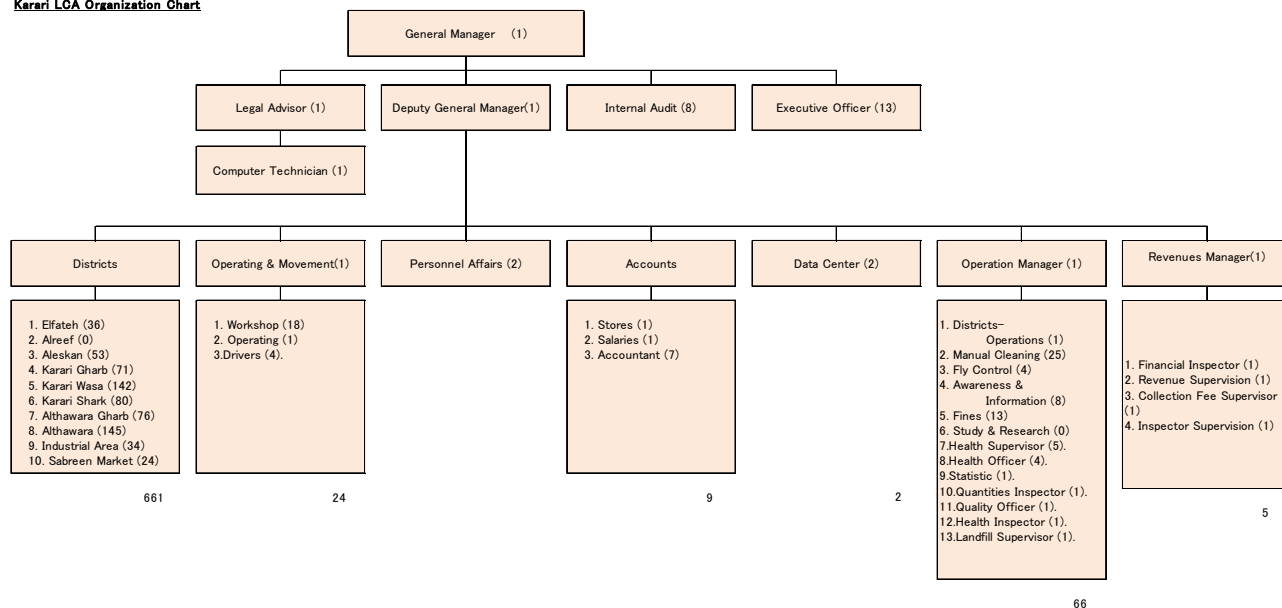 Karari LCA Organization Chart
General Manager (1)
Legal Advisor (1)
Deputy General Manager(1)
Internal Audit (8)
Executive Officer (13)
Computer Technician (1)
Districts
Operating & Movement(1)
Personnel Affairs (2)
Accounts
Data Center (2)
Operation Manager (1)
Revenues Manager(1)
1. Elfateh (36)
2. Alreef (0)
3. Aleskan (53)
4. Karari Gharb (71)
5. Karari Wasa (142)
6. Karari Shark (80)
7. Althawara Gharb (76)
8. Althawara (145)
9. Industrial Area (34)
10. Sabreen Market (24)
661
1. Workshop (18)
2. Operating (1)
3.Drivers (4).
24
1. Stores (1)
2. Salaries (1)
3. Accountant (7)
9
2
1. Districts-
Operations (1)
2. Manual Cleaning (25)
3. Fly Control (4)
4. Awareness &
Information (8)
5. Fines (13)
6. Study & Research (0)
7.Health Supervisor (5).
8.Health Officer (4).
9.Statistic (1).
10.Quantities Inspector (1).
11.Quality Officer (1).
12.Health Inspector (1).
13.Landfill Supervisor (1).
66
1. Financial Inspector (1)
2. Revenue Supervision (1)
3. Collection Fee Supervisor
(1)
4. Inspector Supervision (1)
5